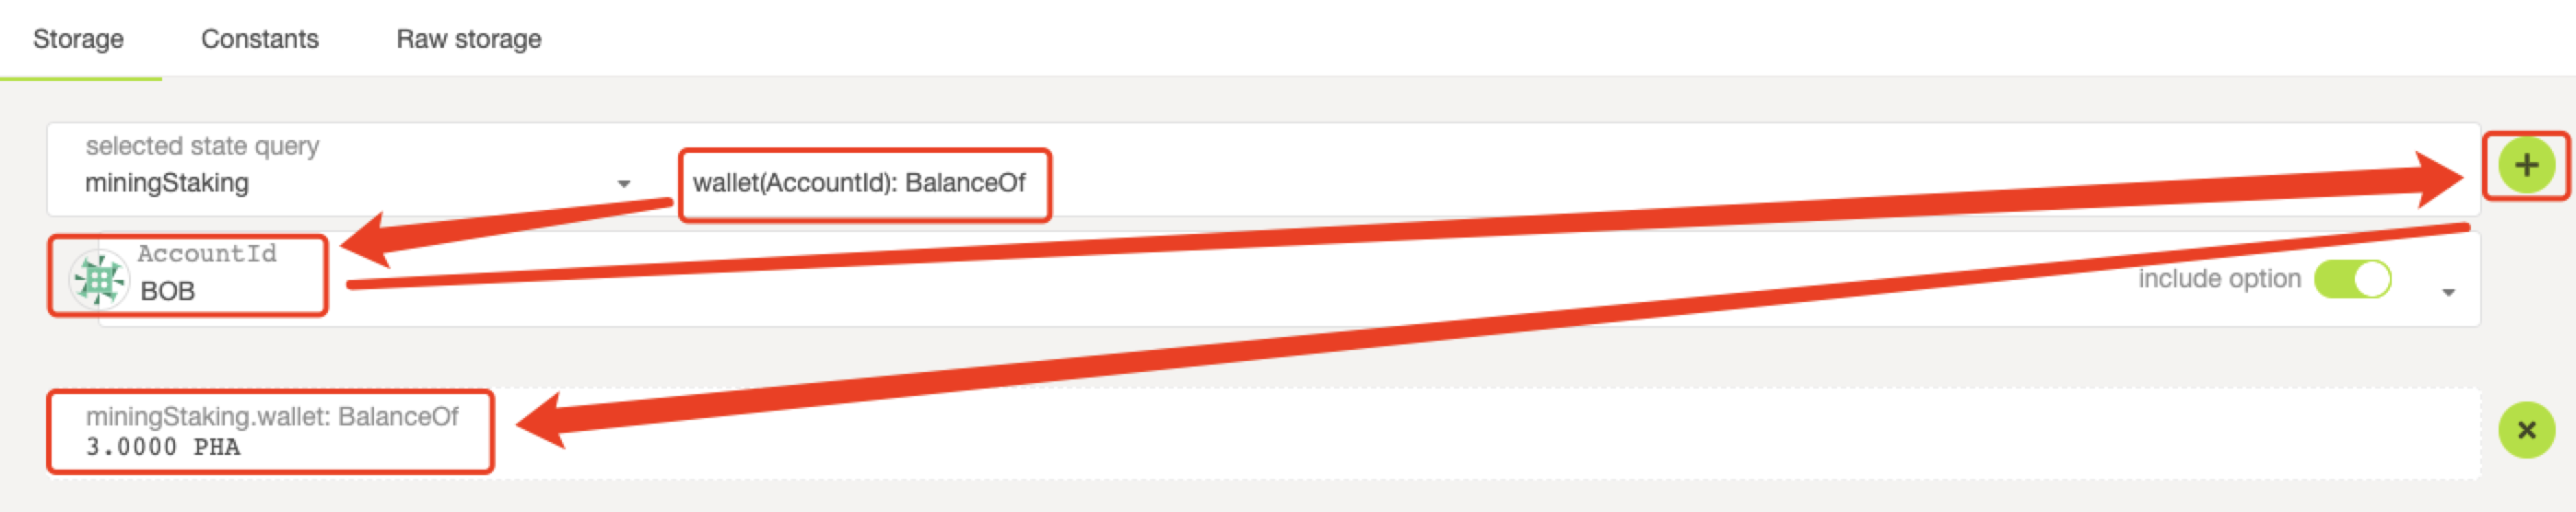 Storage Constants Raw storage
selected state query
miningStaking wallet(AccountId): BalanceOf
AccountId
BOB
include option
miningStaking.wallet: BalanceOf
3.0000 PHA